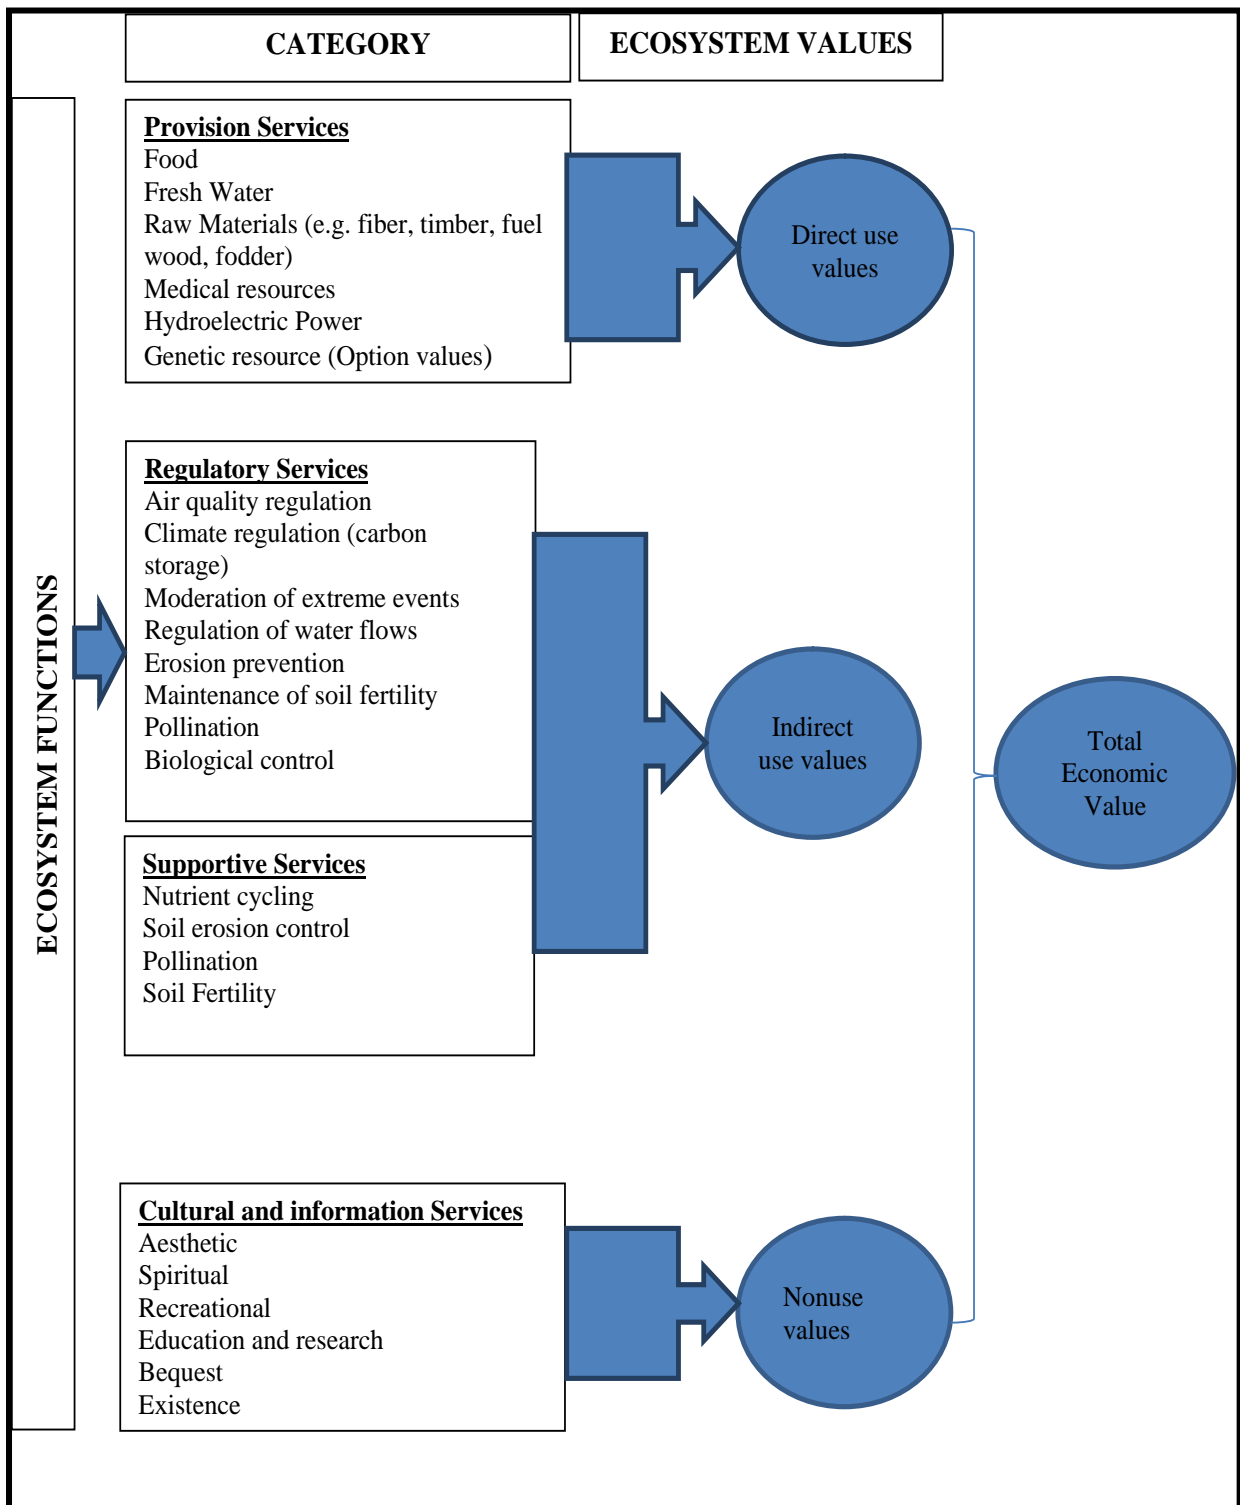 CATEGORY
ECOSYSTEM VALUES
ECOSYSTEM FUNCTIONS
Provision Services
Food
Fresh Water
Raw Materials (e.g. fiber, timber, fuel
wood, fodder)
Medical resources
Hydroelectric Power
Genetic resource (Option values)
Direct use
values
Regulatory Services
Air quality regulation
Climate regulation (carbon
storage)
Moderation of extreme events
Regulation of water flows
Erosion prevention
Maintenance of soil fertility
Pollination
Biological control
Supportive Services
Nutrient cycling
Soil erosion control
Pollination
Soil Fertility
Indirect
use values
Total
Economic
Value
Cultural and information Services
Aesthetic
Spiritual
Recreational
Education and research
Bequest
Existence
Nonuse
values